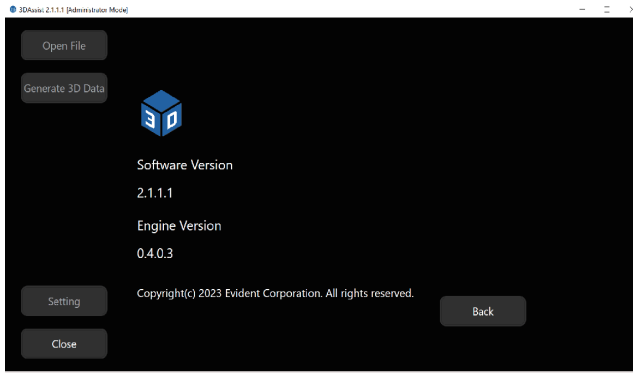 3DAssist 2.1.1.1 [Administrator Mode]
Open File
Generate 3D Data
3D
Software Version
2.1.1.1
Engine Version
0.4.0.3
Copyright(c) 2023 Evident Corporation. All rights reserved.
Setting
Back
Close